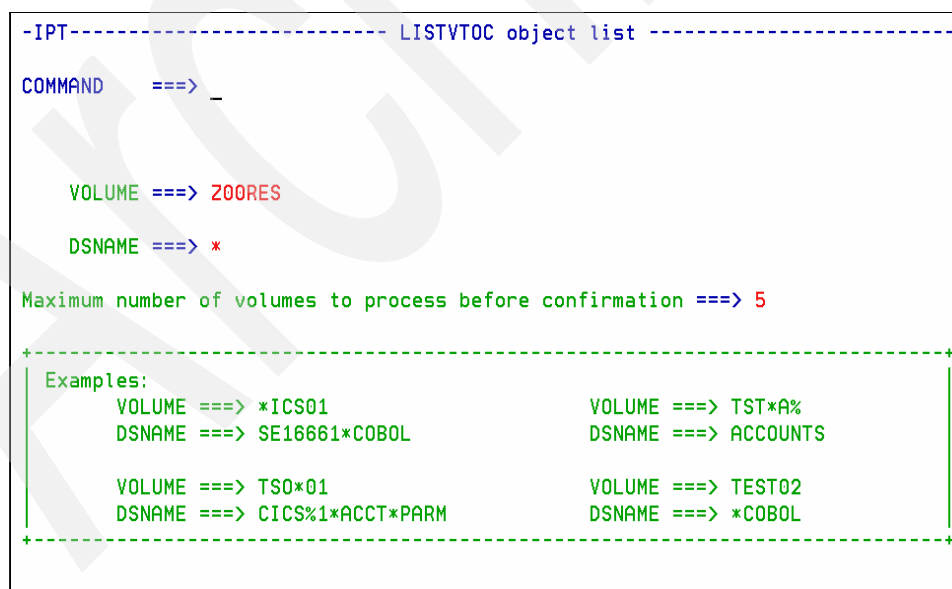 -IPT--------------------------- LISTVTOC object list --------------------------
COMMAND ===> _
VOLUME ===> Z00RES
DSNAME ===> *
Maximum number of volumes to process before confirmation ===> 5
Examples:
VOLUME ===> *ICS01 VOLUME ===> TST*A%
DSNAME ===> SE16661*COBOL DSNAME ===> ACCOUNTS
VOLUME ===> TSO*01 VOLUME ===> TEST02
DSNAME ===> CICS%1*ACCT*PARM DSNAME ===> *COBOL